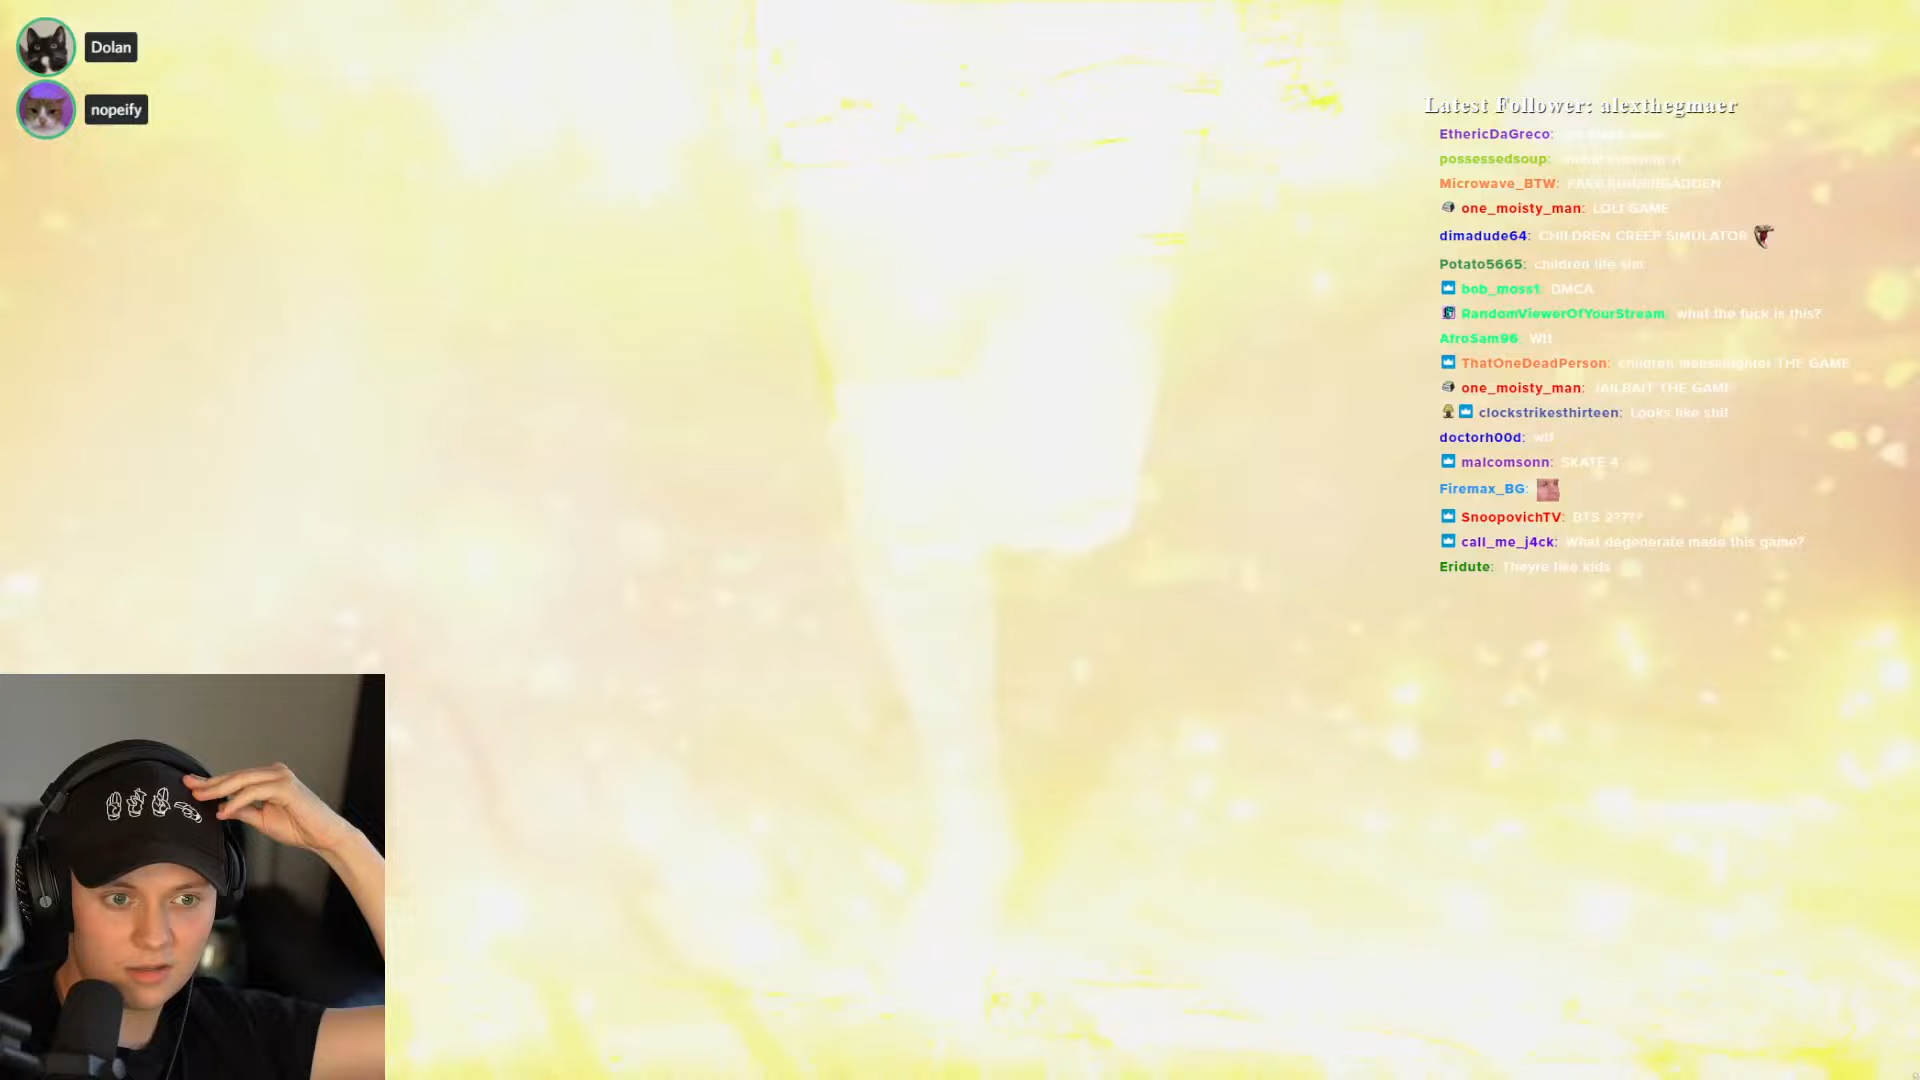 Dolan
nopeify
Latest Follower: alexthegmaer
EthericDaGreco:
possessedsoup:
Microwave_BTW:
one_moisty_man: LOLI GAME
dimadude64: CHILDREN CREEP SIMULATOR
Potato5665: children life sim
bob_moss1: DMCA
RandomViewerOfYourStream: what the fuck is this?
AfroSam96: Wtf
ThatOneDeadPerson: children THE GAME
one_moisty_man: JAILBAIT THE GAME
clockstrikesthirteen: Looks like shit
doctorh00d: wtf
malcomsonn: SKATE 4
Firemax_BG:
SnoopovichTV: BTS 2????
call_me_j4ck: What degenerate made this game?
Eridute: Theyre like kids